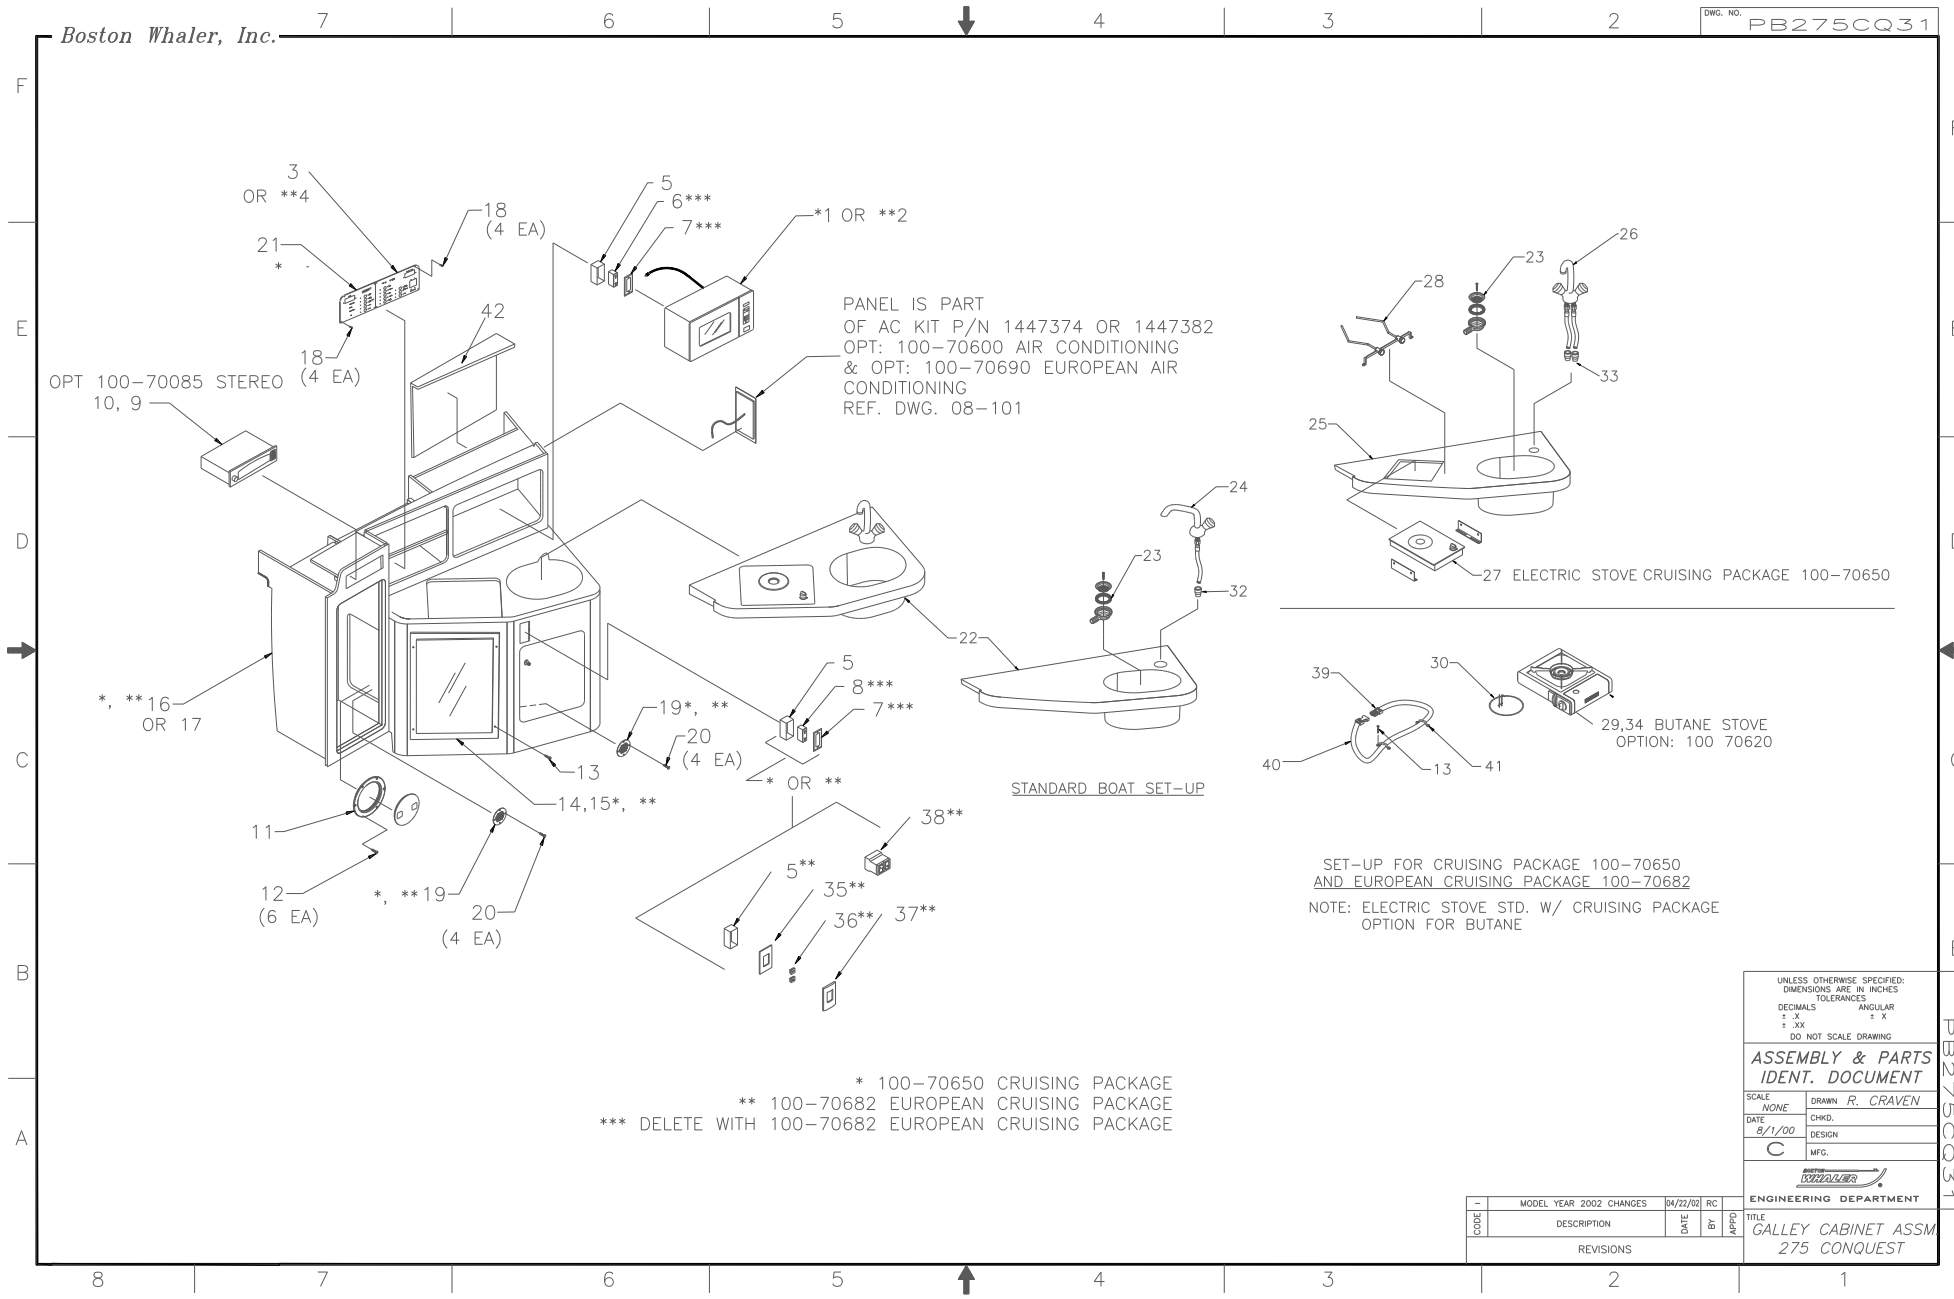 7 6 5 4 3 2
DWG. NO.
PB275CQ31
Boston Whaler, Inc.
F
3
OR **4
18
(4 EA)
21
*
-
5
6***
7***
*1 OR **2
26
23
28
E
42
PANEL IS PART
OF AC KIT P/N 1447374 OR 1447382
OPT: 100-70600 AIR CONDITIONING
& OPT: 100-70690 EUROPEAN AIR
CONDITIONING
REF. DWG. 08-101
18
(4 EA)
OPT 100-70085 STEREO
10, 9
33
25
24
D
23
32
27 ELECTRIC STOVE CRUISING PACKAGE 100-70650
22
*, **16
OR 17
5
8***
7***
19*, **
20
(4 EA)
39
30
29,34 BUTANE STOVE
OPTION: 100 70620
C
13
* OR **
40
13
41
STANDARD BOAT SET-UP
14,15*, **
11
38**
12
(6 EA)
*, **19
20
(4 EA)
5**
35**
36**
37**
SET-UP FOR CRUISING PACKAGE 100-70650
AND EUROPEAN CRUISING PACKAGE 100-70682
NOTE: ELECTRIC STOVE STD. W/ CRUISING PACKAGE
OPTION FOR BUTANE
B
UNLESS OTHERWISE SPECIFIED:
DIMENSIONS ARE IN INCHES
TOLERANCES
DECIMALS ANGULAR
± .X ± X
± .XX
DO NOT SCALE DRAWING
ASSEMBLY & PARTS
IDENT. DOCUMENT
* 100-70650 CRUISING PACKAGE
** 100-70682 EUROPEAN CRUISING PACKAGE
*** DELETE WITH 100-70682 EUROPEAN CRUISING PACKAGE
A
SCALE
NONE
DRAWN R. CRAVEN
DATE
8/1/00
CHKD.
DESIGN
C
MFG.
PB275CQ31
BOSTON
WHALER
ENGINEERING DEPARTMENT
TITLE
GALLEY CABINET ASSM
275 CONQUEST
- MODEL YEAR 2002 CHANGES 04/22/02 RC
CODE DESCRIPTION DATE BY APPD
REVISIONS
8 7 6 5 4 3 2 1